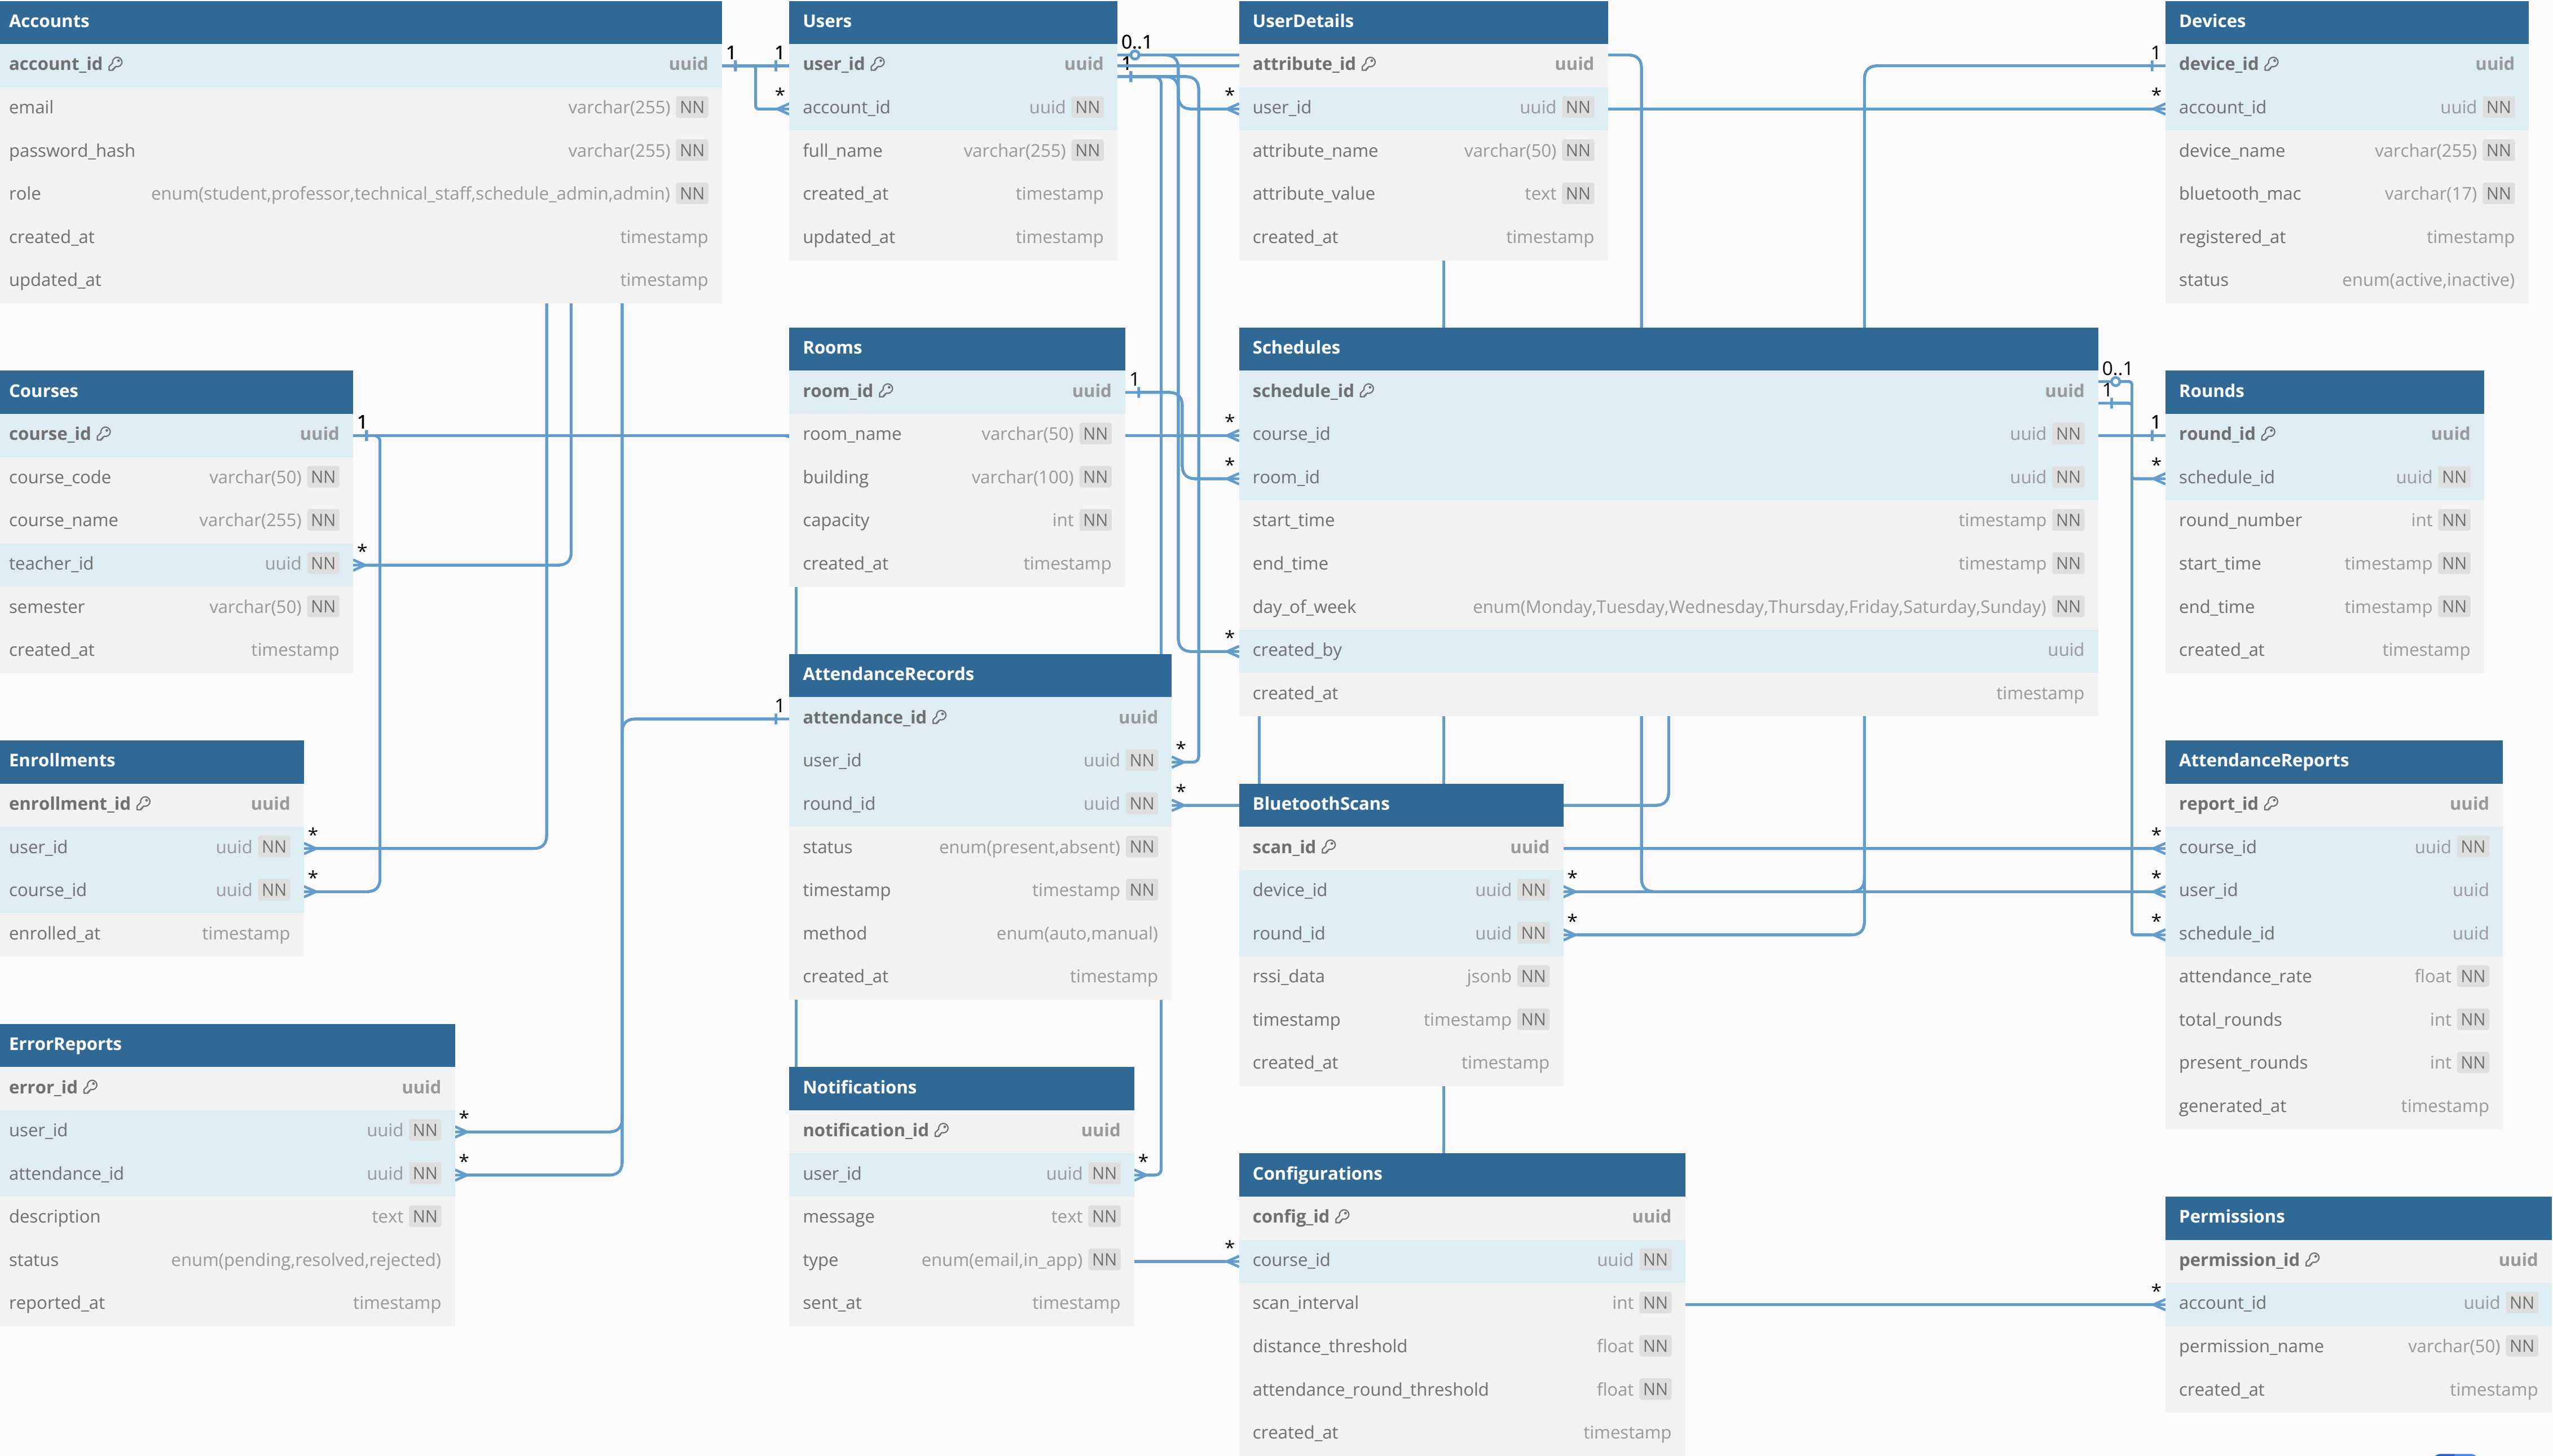 Accounts
account_id uuid
email varchar(255) NN
password_hash varchar(255) NN
role enum(student,professor,technical_staff,schedule_admin,admin) NN
created_at timestamp
updated_at timestamp
1
1
*
Users
user_id uuid
account_id uuid NN
full_name varchar(255) NN
created_at timestamp
updated_at timestamp
0..1
1
*
UserDetails
attribute_id uuid
user_id uuid NN
attribute_name varchar(50) NN
attribute_value text NN
created_at timestamp
1
*
Devices
device_id uuid
account_id uuid NN
device_name varchar(255) NN
bluetooth_mac varchar(17) NN
registered_at timestamp
status enum(active,inactive)
Courses
course_id uuid
course_code varchar(50) NN
course_name varchar(255) NN
teacher_id uuid NN
semester varchar(50) NN
created_at timestamp
1
*
Rooms
room_id uuid
room_name varchar(50) NN
building varchar(100) NN
capacity int NN
created_at timestamp
1
*
*
*
Schedules
schedule_id uuid
course_id uuid NN
room_id uuid NN
start_time timestamp NN
end_time timestamp NN
day_of_week enum(Monday,Tuesday,Wednesday,Thursday,Friday,Saturday,Sunday) NN
created_by uuid
created_at timestamp
0..1
1
1
*
Rounds
round_id uuid
schedule_id uuid NN
round_number int NN
start_time timestamp NN
end_time timestamp NN
created_at timestamp
Enrollments
enrollment_id uuid
user_id uuid NN
course_id uuid NN
enrolled_at timestamp
*
*
1
AttendanceRecords
attendance_id uuid
user_id uuid NN
round_id uuid NN
status enum(present,absent) NN
timestamp timestamp NN
method enum(auto,manual)
created_at timestamp
*
*
BluetoothScans
scan_id uuid
device_id uuid NN
round_id uuid NN
rssi_data jsonb NN
timestamp timestamp NN
created_at timestamp
*
*
*
*
*
AttendanceReports
report_id uuid
course_id uuid NN
user_id uuid
schedule_id uuid
attendance_rate float NN
total_rounds int NN
present_rounds int NN
generated_at timestamp
ErrorReports
error_id uuid
user_id uuid NN
attendance_id uuid NN
description text NN
status enum(pending,resolved,rejected)
reported_at timestamp
*
*
Notifications
notification_id uuid
user_id uuid NN
message text NN
type enum(email,in_app) NN
sent_at timestamp
*
*
Configurations
config_id uuid
course_id uuid NN
scan_interval int NN
distance_threshold float NN
attendance_round_threshold float NN
created_at timestamp
*
Permissions
permission_id uuid
account_id uuid NN
permission_name varchar(50) NN
created_at timestamp